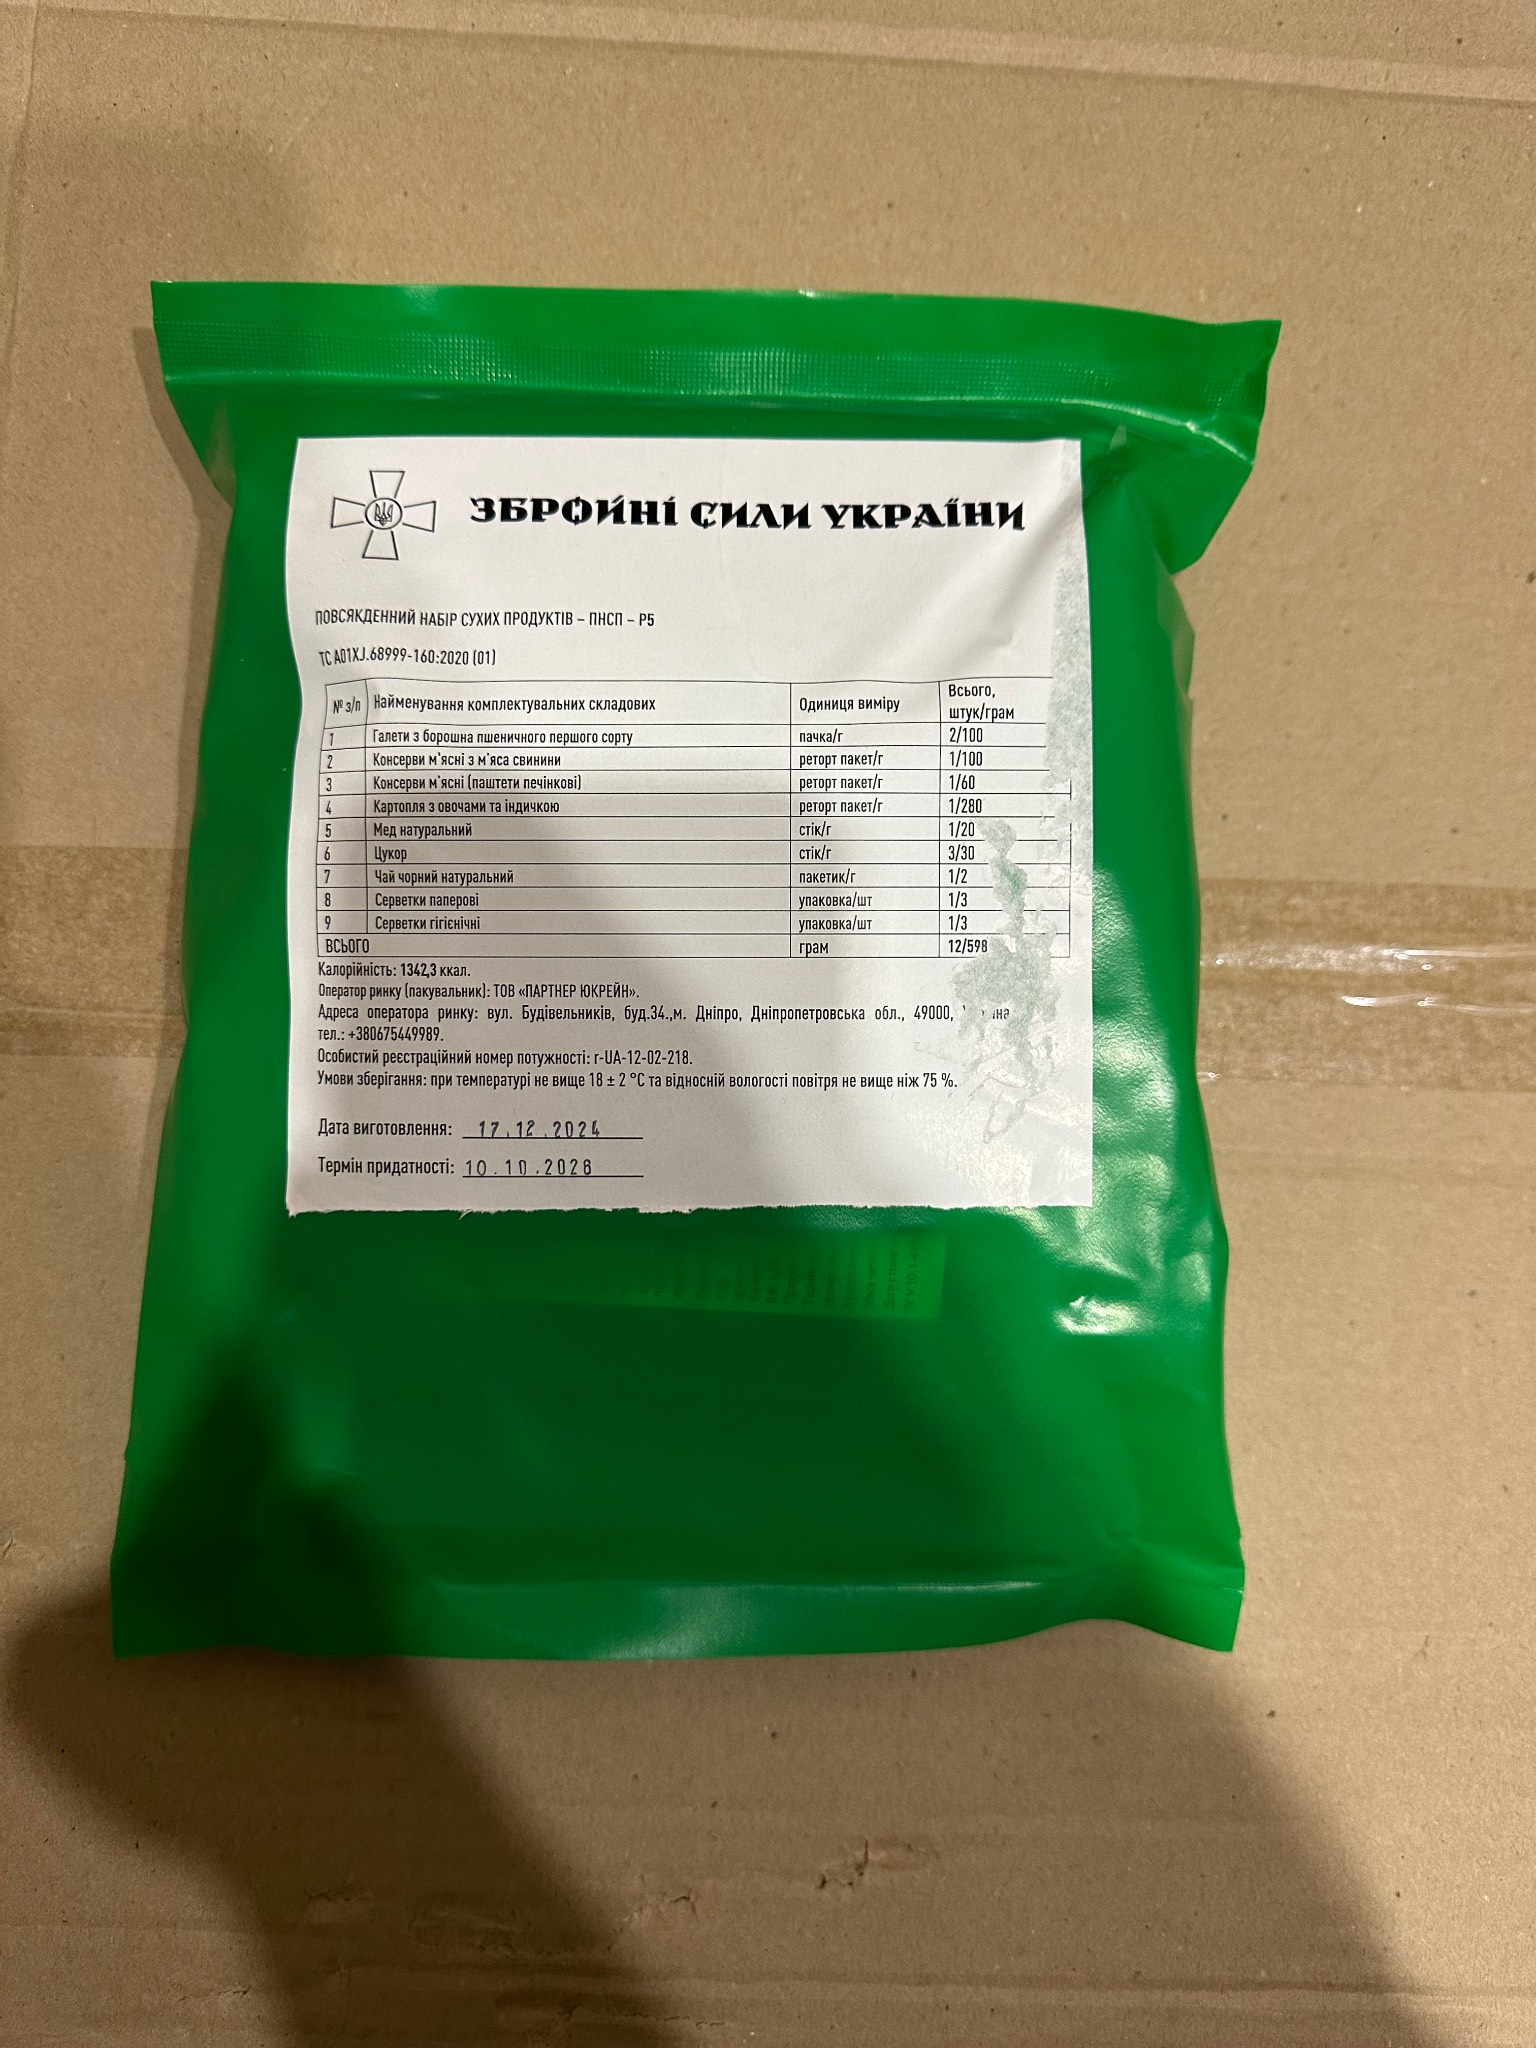 ЗБРОЙНІ СИЛИ УКРАЇНИ
ПОВСЯКДЕННИЙ НАБІР СУХИХ ПРОДУКТІВ – ПНСП – Р5
ТС А01XJ.68999-160:2020 (01)
№ з/п Найменування комплектувальних складових Одиниця виміру Всього, штук/грам
1 Галети з борошна пшеничного першого сорту пачка/г 2/100
2 Консерви м'ясні з м'яса свинини реторт пакет/г 1/100
3 Консерви м'ясні (паштети печінкові) реторт пакет/г 1/60
4 Картопля з овочами та індичкою реторт пакет/г 1/280
5 Мед натуральний стік/г 1/20
6 Цукор стік/г 3/30
7 Чай чорний натуральний пакетик/г 1/2
8 Серветки паперові упаковка/шт 1/3
9 Серветки гігієнічні упаковка/шт 1/3
ВСЬОГО грам 12/598
Калорійність: 1342,3 ккал.
Оператор ринку (пакувальник): ТОВ «ПАРТНЕР ЮКРЕЙН».
Адреса оператора ринку: вул. Будівельників, буд.34.,м. Дніпро, Дніпропетровська обл., 49000,
тел.: +380675449989.
Особистий реєстраційний номер потужності: r-UA-12-02-218.
Умови зберігання: при температурі не вище 18 ± 2 °С та відносній вологості повітря не вище ніж 75 %.
Дата виготовлення: 17.12.2024
Термін придатності: 10.10.2026